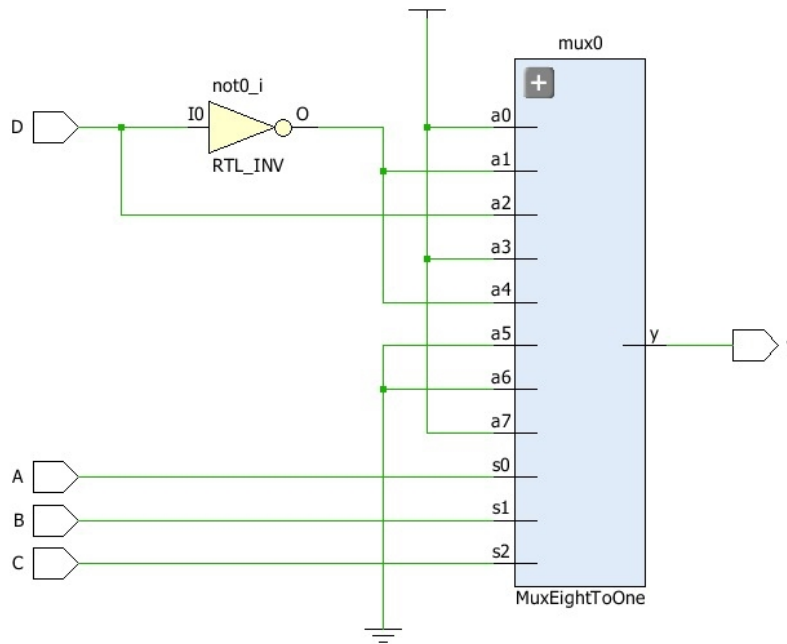 mux0
not0_i
a0
D
I0
O
a1
RTL_INV
a2
a3
a4
a5
y
a6
a7
A
s0
B
s1
C
s2
MuxEightToOne